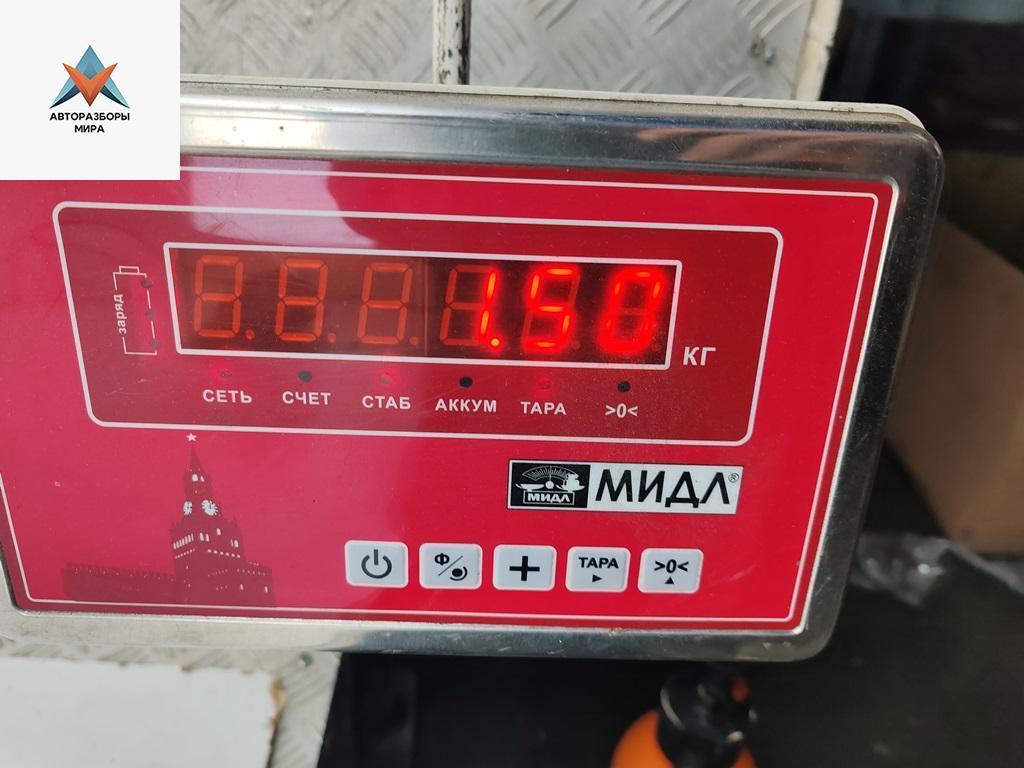 АВТОРАЗБОРЫ
МИРА
заряд
1.50
КГ
СЕТЬ СЧЕТ СТАБ АККУМ ТАРА >0<
МИДЛ МИДЛ®
Ф/ + ТАРА >0<